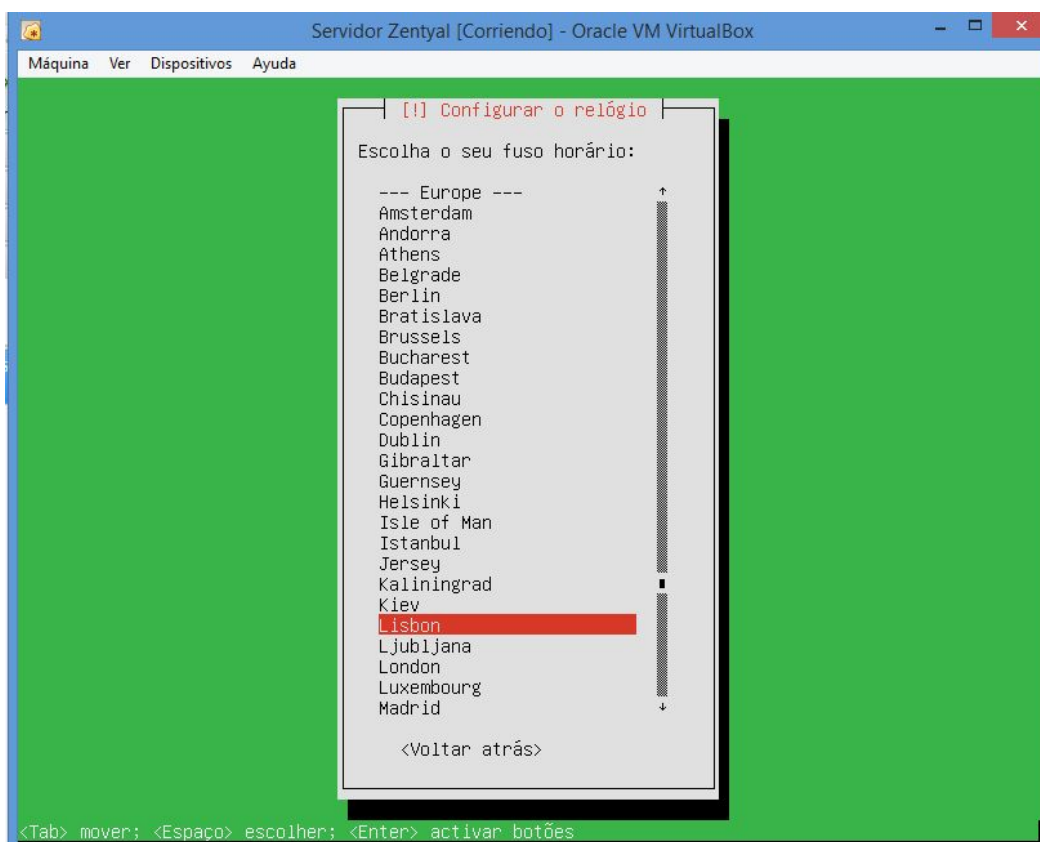 Servidor Zentyal [Corriendo] - Oracle VM VirtualBox
Máquina Ver Dispositivos Ayuda
[!] Configurar o relógio
Escolha o seu fuso horário:
--- Europe ---
Amsterdam
Andorra
Athens
Belgrade
Berlin
Bratislava
Brussels
Bucharest
Budapest
Chisinau
Copenhagen
Dublin
Gibraltar
Guernsey
Helsinki
Isle of Man
Istanbul
Jersey
Kaliningrad
Kiev
Lisbon
Ljubljana
London
Luxembourg
Madrid
<Voltar atrás>
<Tab> mover; <Espaço> escolher; <Enter> activar botões